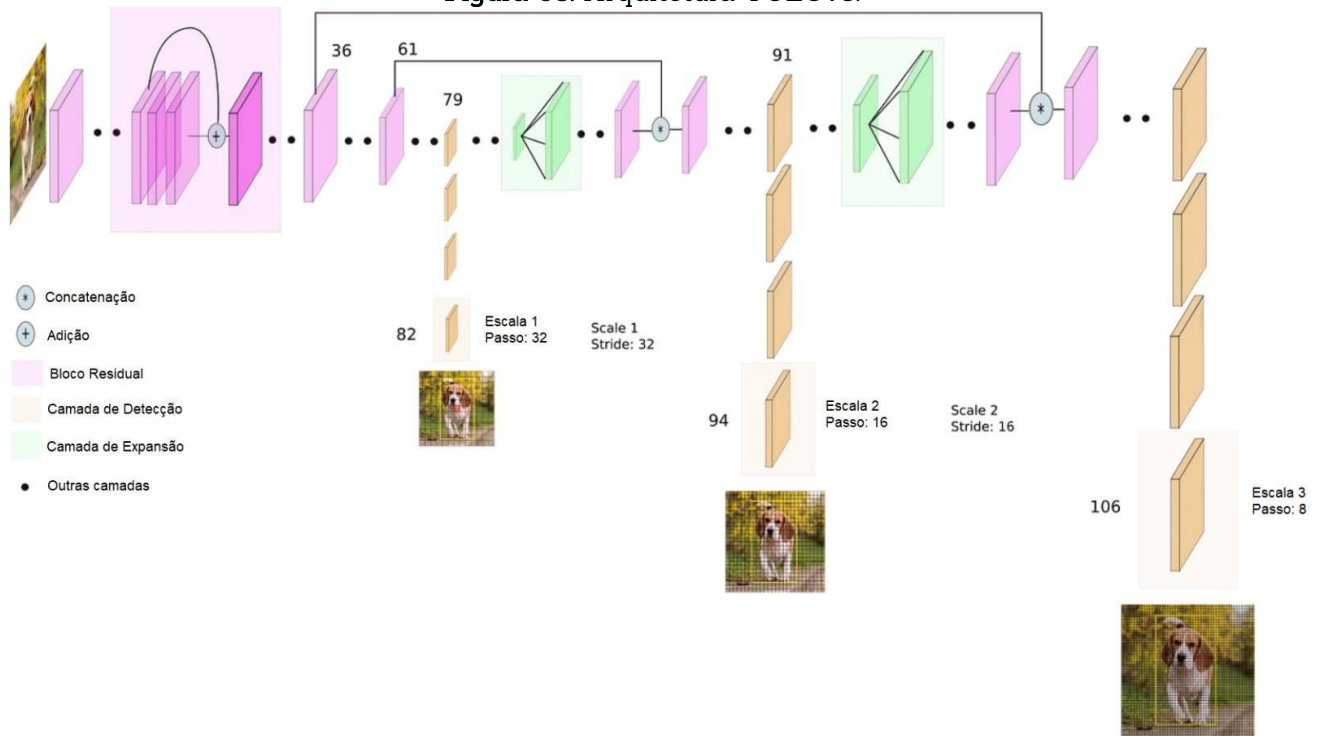 36
61
91
79
Concatenação
Adição
Bloco Residual
Camada de Detecção
Camada de Expansão
Outras camadas
82
Escala 1
Passo: 32
Scale 1
Stride: 32
94
Escala 2
Passo: 16
Scale 2
Stride: 16
106
Escala 3
Passo: 8